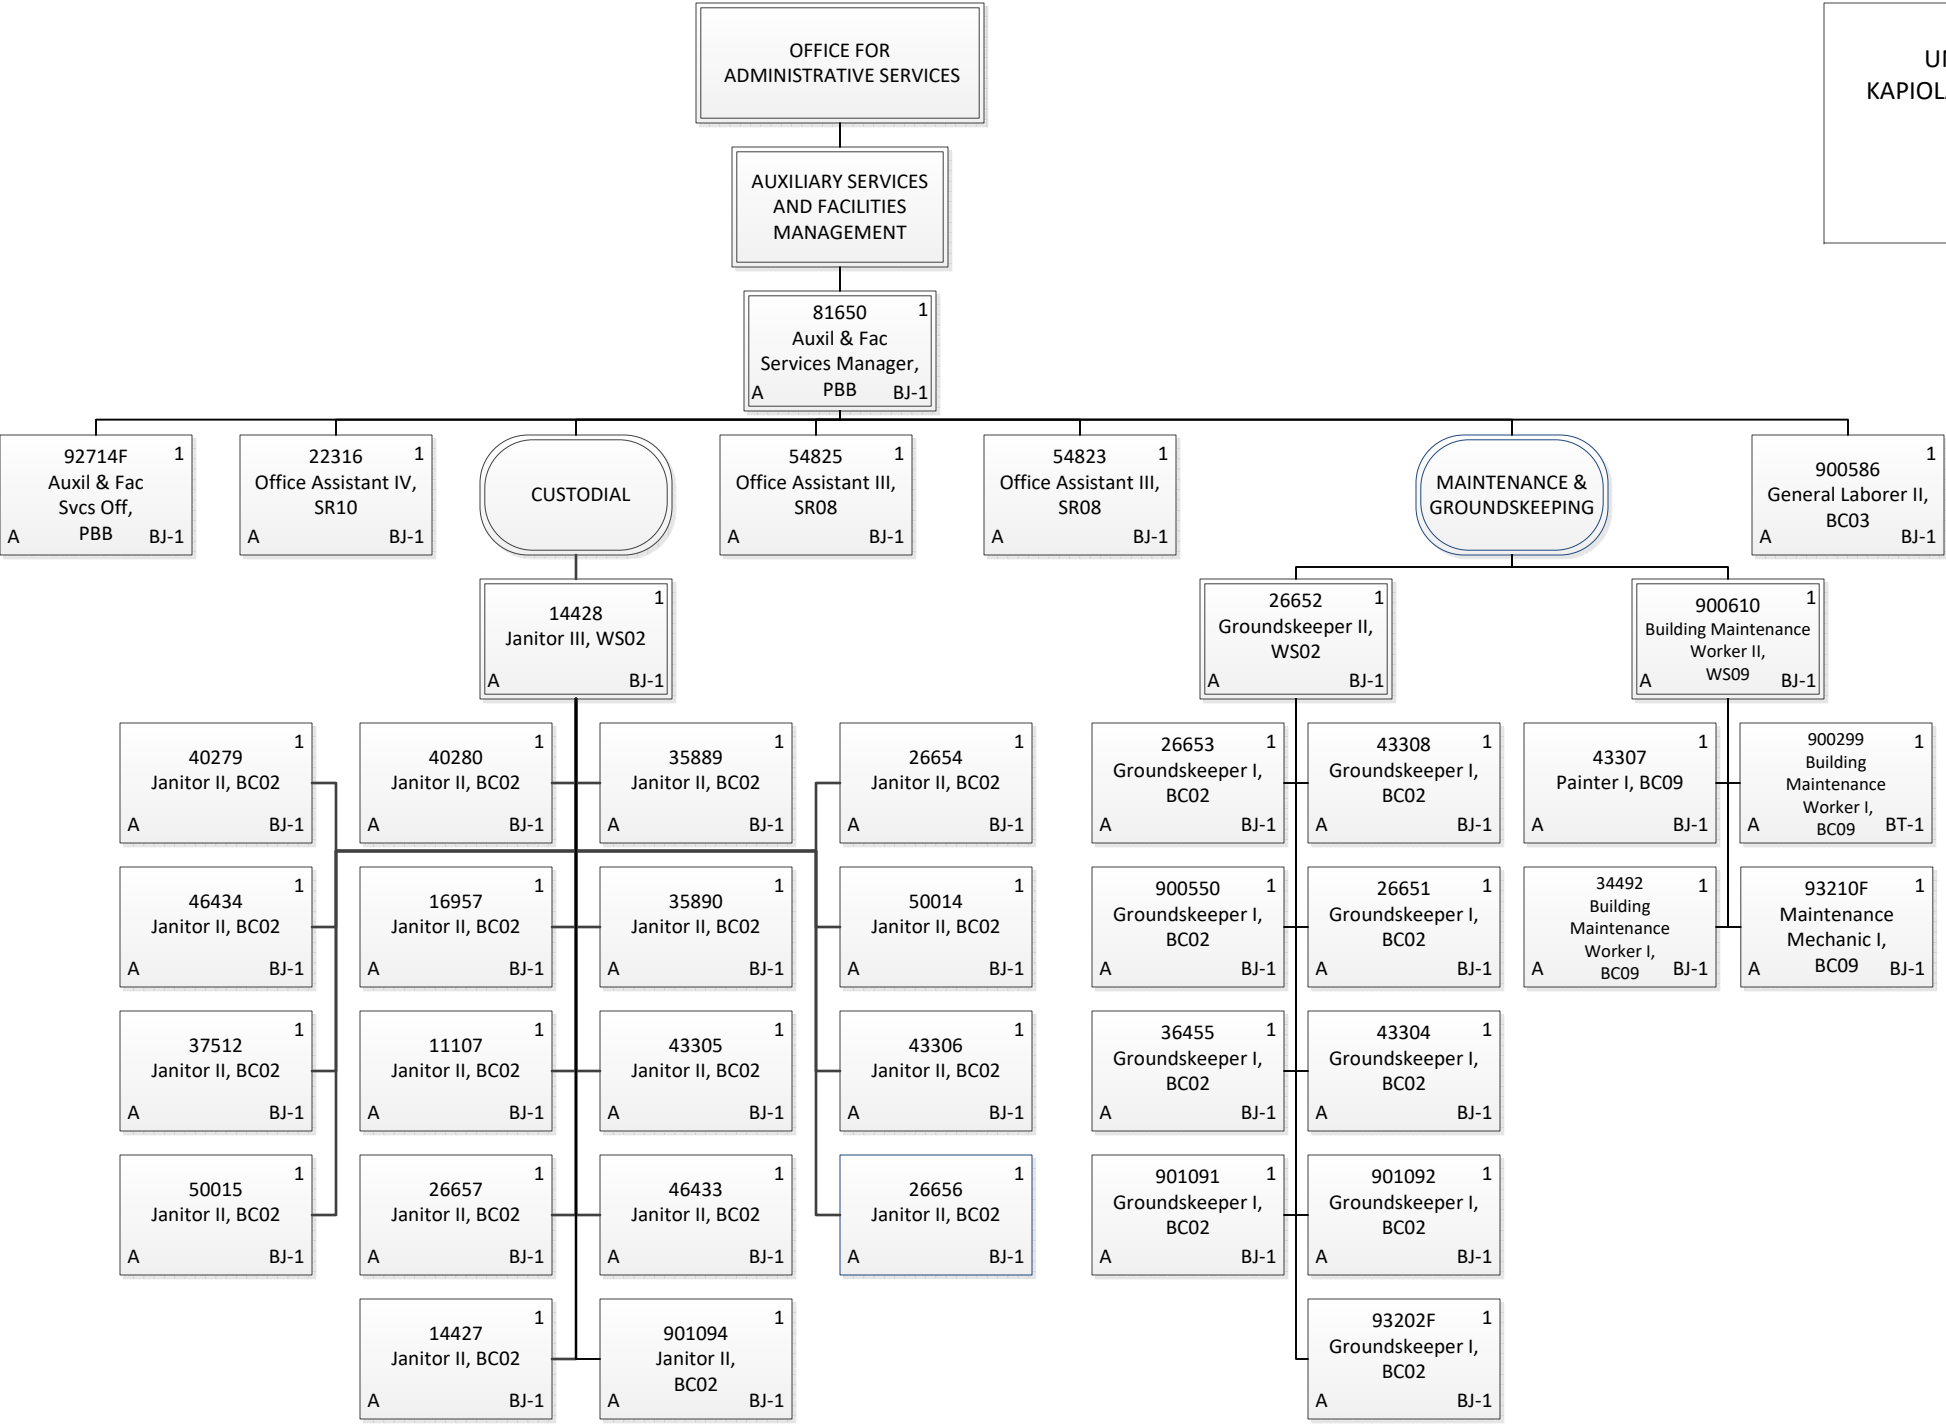 OFFICE FOR
ADMINISTRATIVE SERVICES
KAPIOL
AUXILIARY SERVICES
AND FACILITIES
MANAGEMENT
81650 1
Auxil & Fac
Services Manager,
A PBB BJ-1
92714F 1
Auxil & Fac
Svcs Off,
A PBB BJ-1
22316 1
Office Assistant IV,
SR10
A BJ-1
CUSTODIAL
54825 1
Office Assistant III,
SR08
A BJ-1
54823 1
Office Assistant III,
SR08
A BJ-1
MAINTENANCE &
GROUNDSKEEPING
1
900586
General Laborer II,
BC03
A BJ-1
1
14428
Janitor III, WS02
A BJ-1
26652 1
Groundskeeper II,
WS02
A BJ-1
900610 1
Building Maintenance
Worker II,
WS09
A BJ-1
1
40279
Janitor II, BC02
A BJ-1
1
40280
Janitor II, BC02
A BJ-1
1
35889
Janitor II, BC02
A BJ-1
1
26654
Janitor II, BC02
A BJ-1
26653 1
Groundskeeper I,
BC02
A BJ-1
43308 1
Groundskeeper I,
BC02
A BJ-1
1
43307
Painter I, BC09
A BJ-1
900299 1
Building
Maintenance
Worker I,
A BC09 BT-1
1
46434
Janitor II, BC02
A BJ-1
1
16957
Janitor II, BC02
A BJ-1
1
35890
Janitor II, BC02
A BJ-1
1
50014
Janitor II, BC02
A BJ-1
900550 1
Groundskeeper I,
BC02
A BJ-1
26651 1
Groundskeeper I,
BC02
A BJ-1
34492 1
Building
Maintenance
Worker I,
A BC09 BJ-1
93210F 1
Maintenance
Mechanic I,
A BC09 BJ-1
1
37512
Janitor II, BC02
A BJ-1
1
11107
Janitor II, BC02
A BJ-1
1
43305
Janitor II, BC02
A BJ-1
1
43306
Janitor II, BC02
A BJ-1
36455 1
Groundskeeper I,
BC02
A BJ-1
43304 1
Groundskeeper I,
BC02
A BJ-1
1
50015
Janitor II, BC02
A BJ-1
1
26657
Janitor II, BC02
A BJ-1
1
46433
Janitor II, BC02
A BJ-1
1
26656
Janitor II, BC02
A BJ-1
901091 1
Groundskeeper I,
BC02
A BJ-1
901092 1
Groundskeeper I,
BC02
A BJ-1
1
14427
Janitor II, BC02
A BJ-1
1
901094
Janitor II,
BC02
A BJ-1
93202F 1
Groundskeeper I,
BC02
A BJ-1